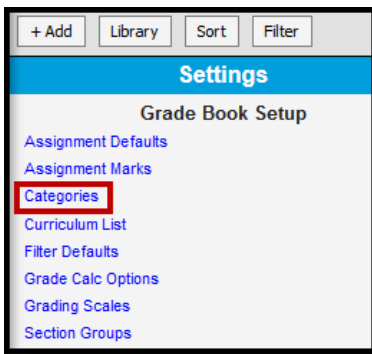 + Add Library Sort Filter
Settings
Grade Book Setup
Assignment Defaults
Assignment Marks
Categories
Curriculum List
Filter Defaults
Grade Calc Options
Grading Scales
Section Groups